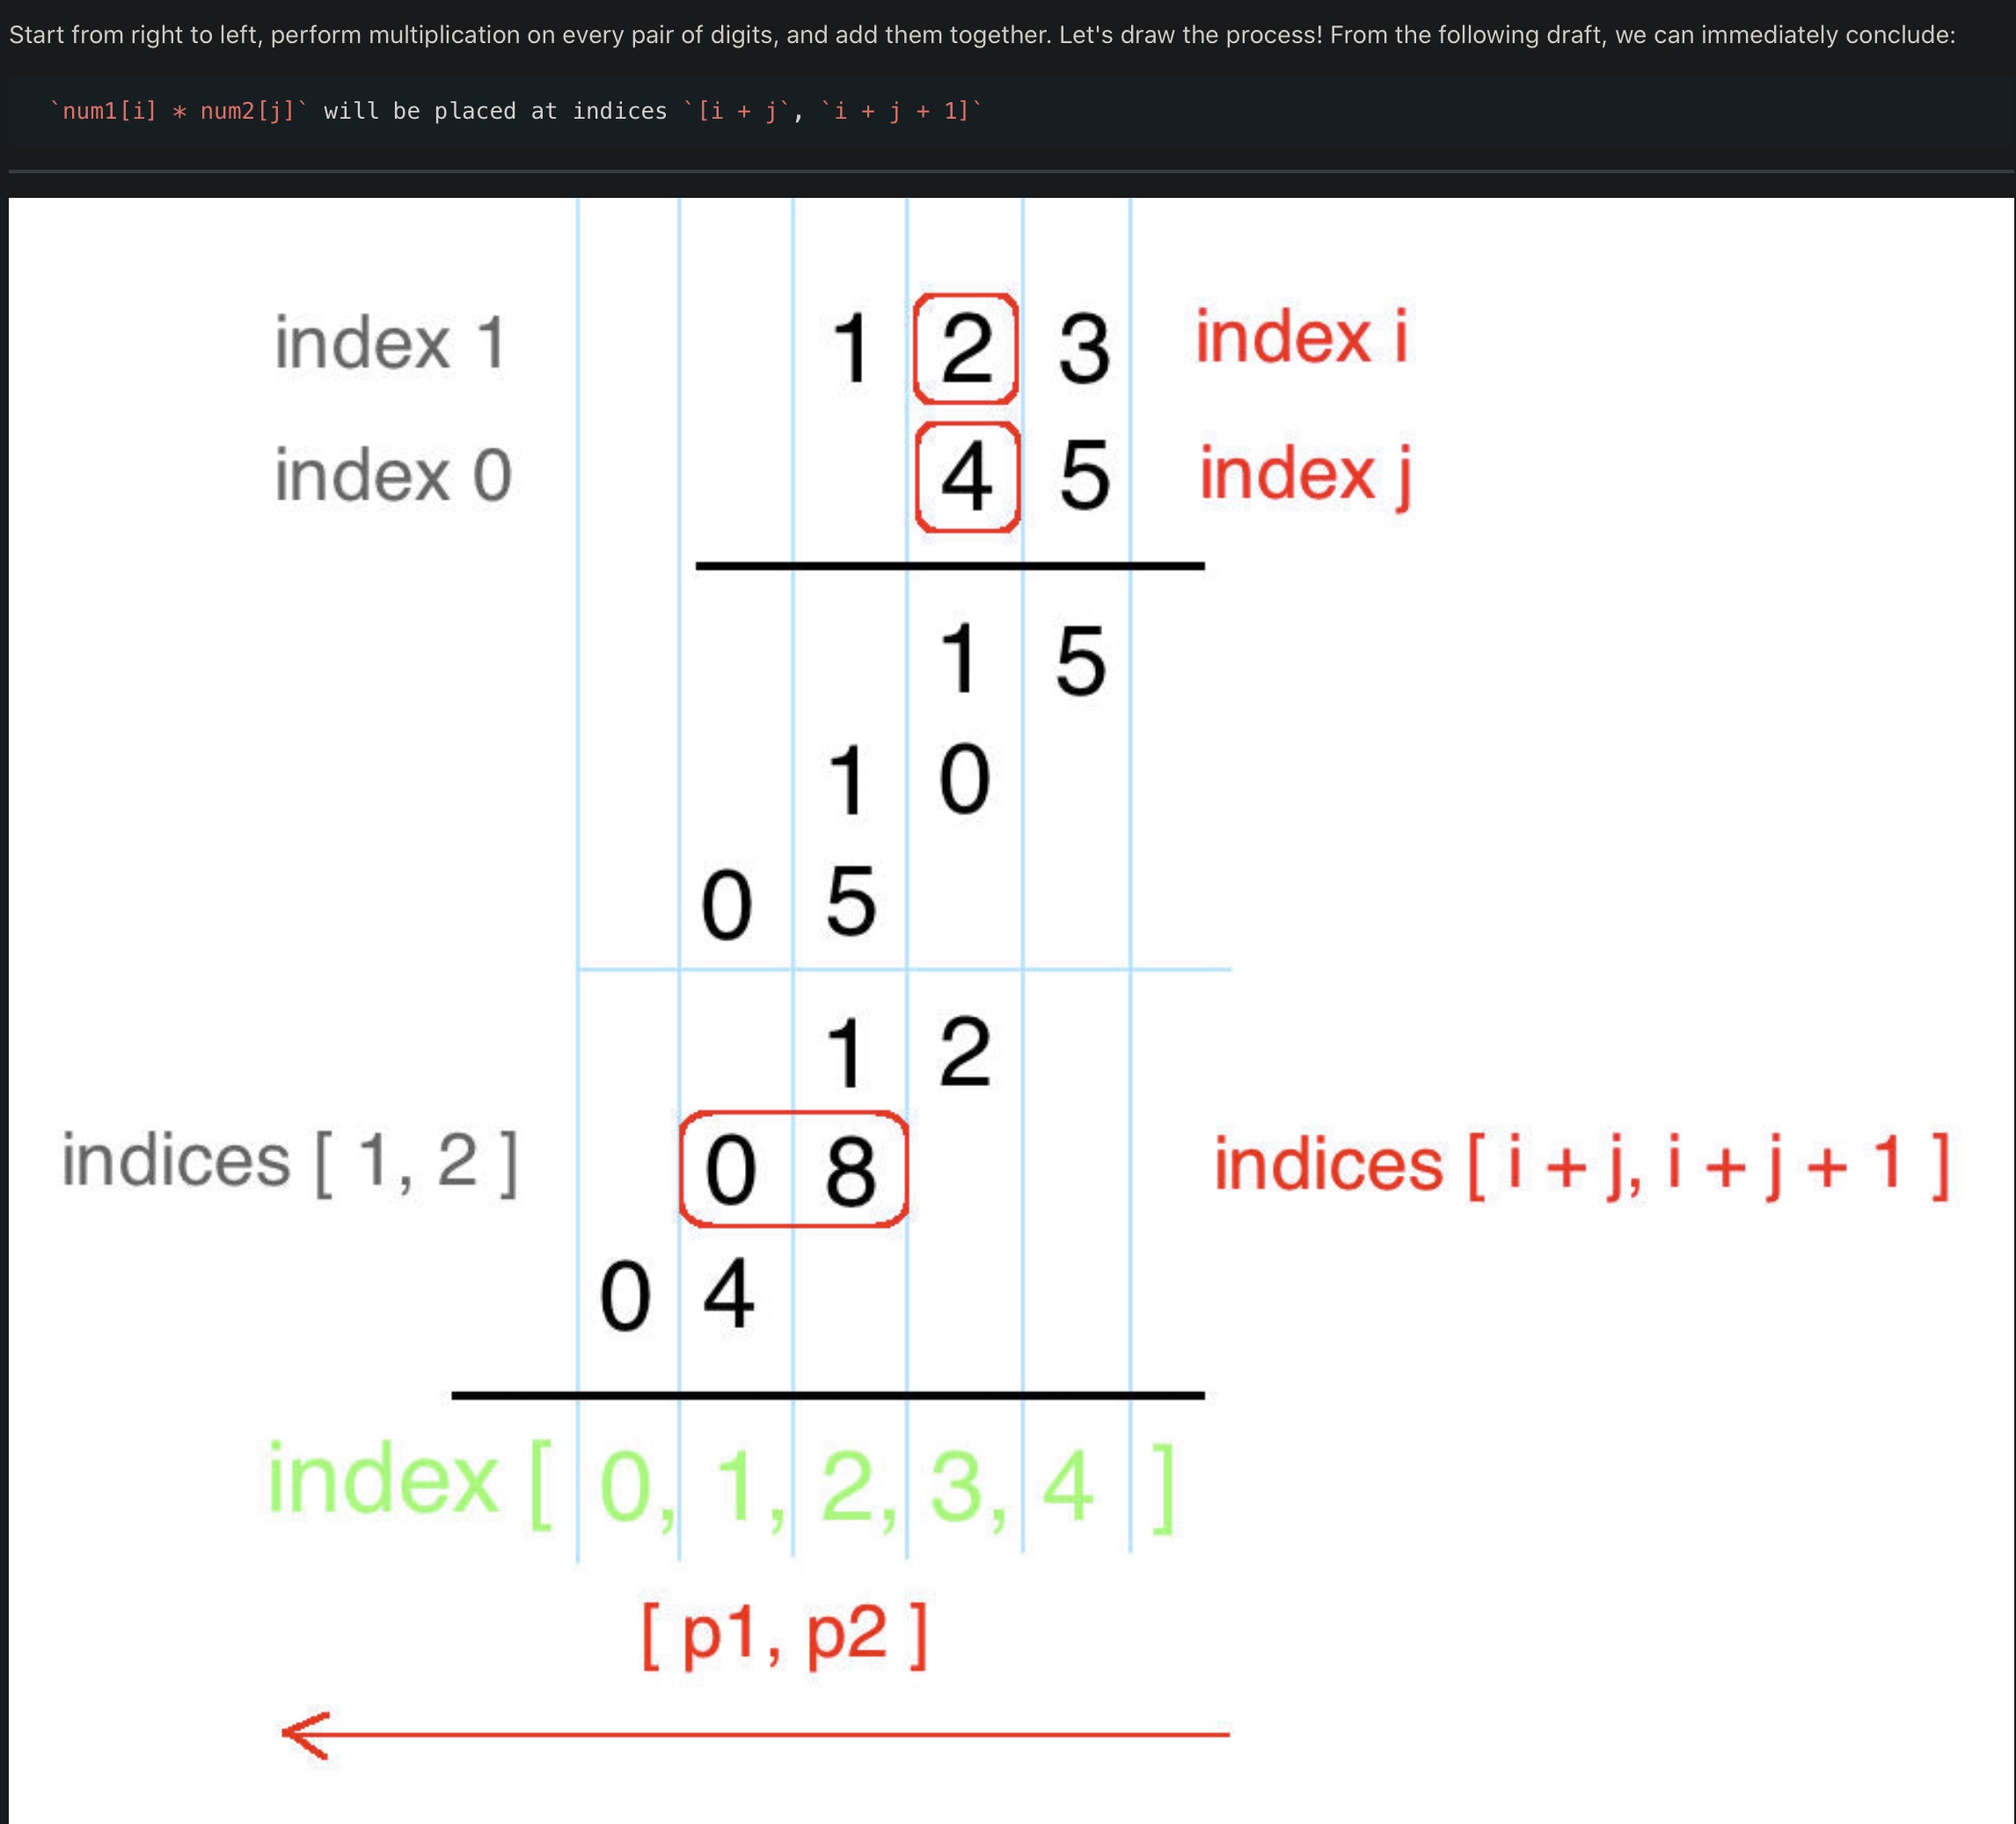 Start from right to left, perform multiplication on every pair of digits, and add them together. Let's draw the process! From the following draft, we can immediately conclude:
`num1[i] * num2[j]` will be placed at indices `[i + j`, `i + j + 1]`
index 1 1 2 3 index i
index 0 4 5 index j
1 5
1 0
0 5
1 2
indices [ 1, 2 ] 0 8 indices [ i + j, i + j + 1 ]
0 4
index [ 0, 1, 2, 3, 4 ]
[ p1, p2 ]